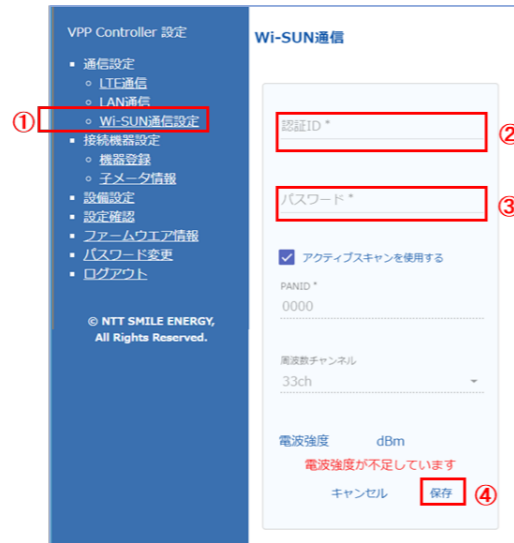 VPP Controller 設定
通信設定
LTE通信
LAN通信
① Wi-SUN通信設定
接続機器設定
機器登録
子メータ情報
設備設定
設定確認
ファームウエア情報
パスワード変更
ログアウト
© NTT SMILE ENERGY,
All Rights Reserved.
Wi-SUN通信
認証ID * ②
パスワード * ③
アクティブスキャンを使用する
PANID *
0000
周波数チャンネル
33ch
電波強度 dBm
電波強度が不足しています
キャンセル 保存 ④